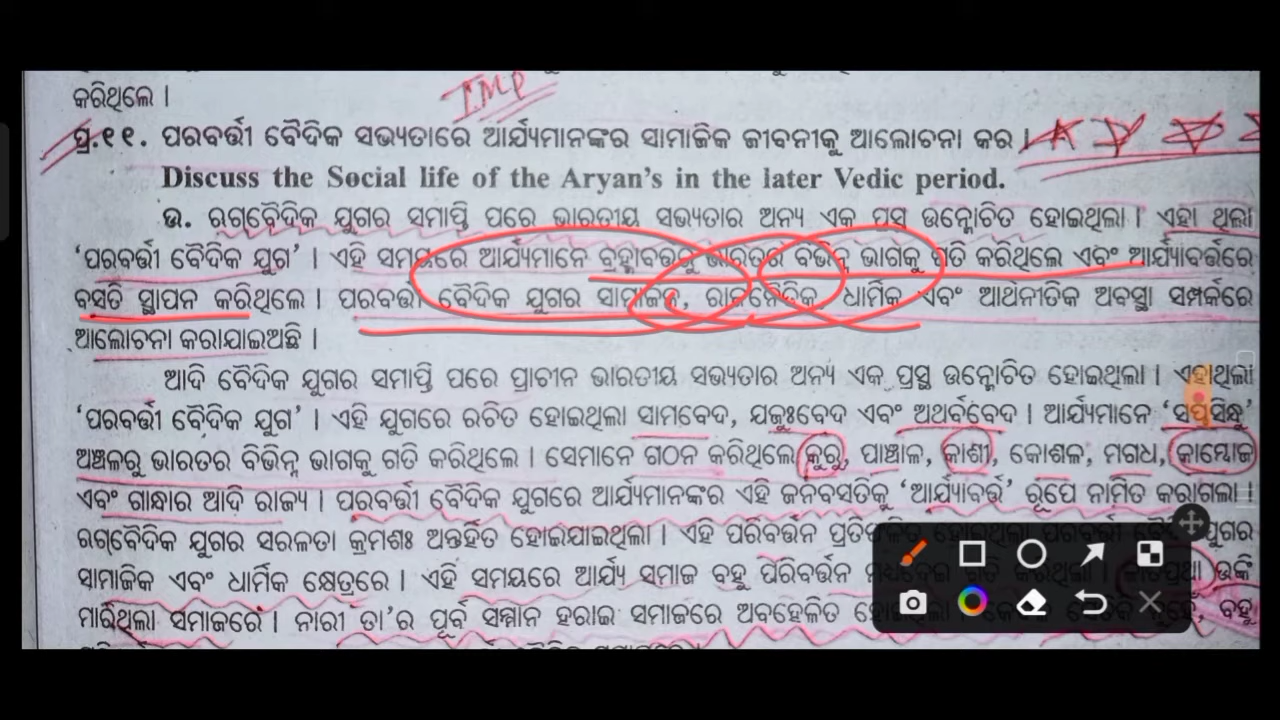 କରିଥିଲେ ।
IMP
ପ୍ର.୧୧. ପରବର୍ତ୍ତୀ ବୈଦିକ ସଭ୍ୟତାରେ ଆର୍ଯ୍ୟମାନଙ୍କର ସାମାଜିକ ଜୀବନୀକୁ ଆଲୋଚନା କର ।
Discuss the Social life of the Aryan's in the later Vedic period.
ଉ. ଋଗ୍‌ବୈଦିକ ଯୁଗର ସମାପ୍ତି ପରେ ଭାରତୀୟ ସଭ୍ୟତାର ଅନ୍ୟ ଏକ ପ୍ରସ୍ଥ ଉନ୍ମୋଚିତ ହୋଇଥିଲା । ଏହା ଥିଲା
‘ପରବର୍ତ୍ତୀ ବୈଦିକ ଯୁଗ’ । ଏହି ସମୟରେ ଆର୍ଯ୍ୟମାନେ ବ୍ରହ୍ମାବର୍ତ୍ତରୁ ଭାରତର ବିଭିନ୍ନ ଭାଗକୁ ଗତି କରିଥିଲେ ଏବଂ ଆର୍ଯ୍ୟାବର୍ତ୍ତରେ
ବସତି ସ୍ଥାପନ କରିଥିଲେ । ପରବର୍ତ୍ତୀ ବୈଦିକ ଯୁଗର ସାମାଜିକ, ରାଜନୈତିକ ଧାର୍ମିକ ଏବଂ ଆର୍ଥନୀତିକ ଅବସ୍ଥା ସମ୍ପର୍କରେ
ଆଲୋଚନା କରାଯାଇଅଛି ।
ଆଦି ବୈଦିକ ଯୁଗର ସମାପ୍ତି ପରେ ପ୍ରାଚୀନ ଭାରତୀୟ ସଭ୍ୟତାର ଅନ୍ୟ ଏକ ପ୍ରସ୍ଥ ଉନ୍ମୋଚିତ ହୋଇଥିଲା । ଏହାଥିଲା
‘ପରବର୍ତ୍ତୀ ବୈଦିକ ଯୁଗ’ । ଏହି ଯୁଗରେ ରଚିତ ହୋଇଥିଲା ସାମବେଦ, ଯଜୁଃବେଦ ଏବଂ ଅଥର୍ବବେଦ । ଆର୍ଯ୍ୟମାନେ ‘ସପ୍ତସିନ୍ଧୁ’
ଅଞ୍ଚଳରୁ ଭାରତର ବିଭିନ୍ନ ଭାଗକୁ ଗତି କରିଥିଲେ । ସେମାନେ ଗଠନ କରିଥିଲେ କୁରୁ, ପାଞ୍ଚାଳ, କାଶୀ, କୋଶଳ, ମଗଧ, କାମ୍ବୋଜ
ଏବଂ ଗାନ୍ଧାର ଆଦି ରାଜ୍ୟ । ପରବର୍ତ୍ତୀ ବୈଦିକ ଯୁଗରେ ଆର୍ଯ୍ୟମାନଙ୍କର ଏହି ଜନବସତିକୁ ‘ଆର୍ଯ୍ୟାବର୍ତ୍ତ’ ରୂପେ ନାମିତ କରାଗଲା ।
ଋଗ୍‌ବୈଦିକ ଯୁଗର ସରଳତା କ୍ରମଶଃ ଅନ୍ତର୍ହିତ ହୋଇଯାଇଥିଲା । ଏହି ପରିବର୍ତ୍ତନ ହୋଇଥିଲା ପରବର୍ତ୍ତୀ ଯୁଗର
ସାମାଜିକ ଏବଂ ଧାର୍ମିକ କ୍ଷେତ୍ରରେ । ଏହି ସମୟରେ ଆର୍ଯ୍ୟ ସମାଜ ବହୁ ପରିବର୍ତ୍ତନ ଉଙ୍କି
ମାରିଥିଲା ସମାଜରେ । ନାରୀ ତା’ର ପୂର୍ବ ସମ୍ମାନ ହରାଇ ସମାଜରେ ଅବହେଳିତ ବହୁ